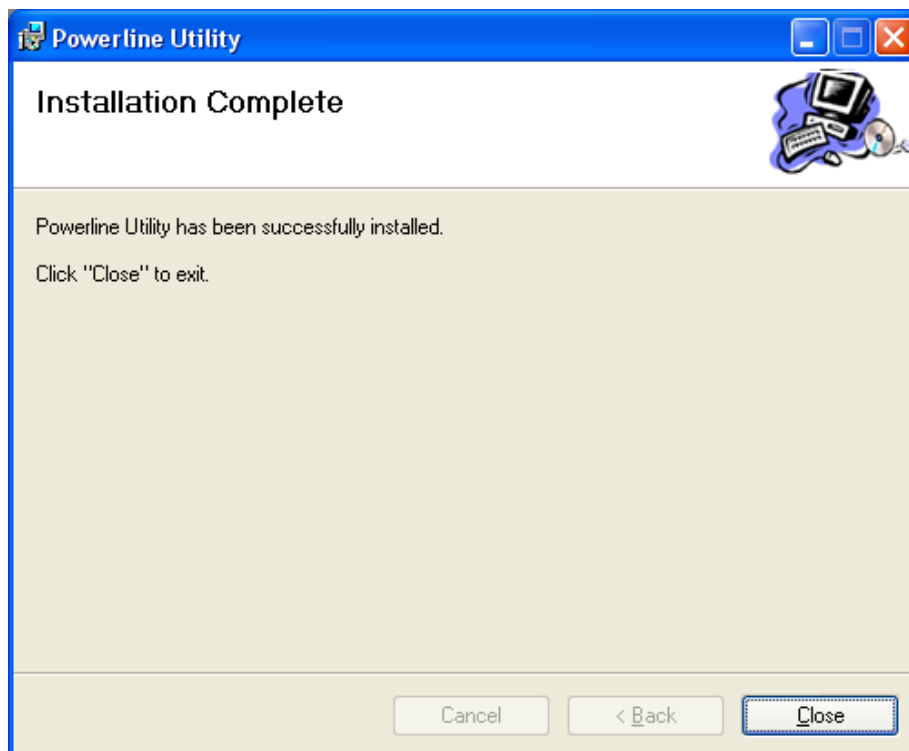 Powerline Utility
Installation Complete
Powerline Utility has been successfully installed.
Click "Close" to exit.
Cancel
< Back
Close